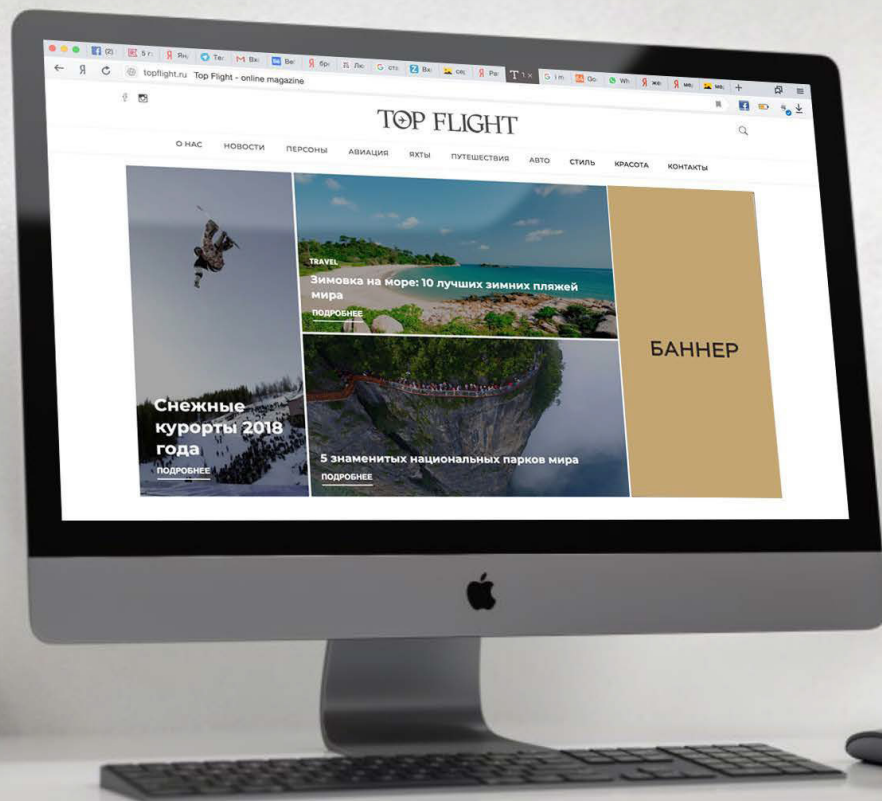 (2)
5 г
topflight.ru Top Flight - online magazine
TOP FLIGHT
О НАС НОВОСТИ ПЕРСОНЫ АВИАЦИЯ ЯХТЫ ПУТЕШЕСТВИЯ АВТО СТИЛЬ КРАСОТА КОНТАКТЫ
TRAVEL
Зимовка на море: 10 лучших зимних пляжей
мира
ПОДРОБНЕЕ
БАННЕР
Снежные
курорты 2018
года
ПОДРОБНЕЕ
5 знаменитых национальных парков мира
ПОДРОБНЕЕ